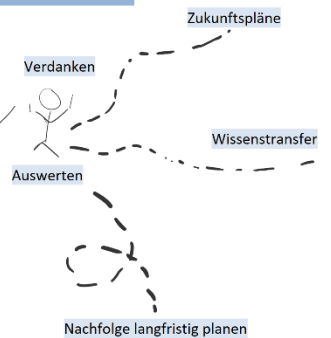 Zukunftspläne
Verdanken
Wissenstransfer
Auswerten
Nachfolge langfristig planen